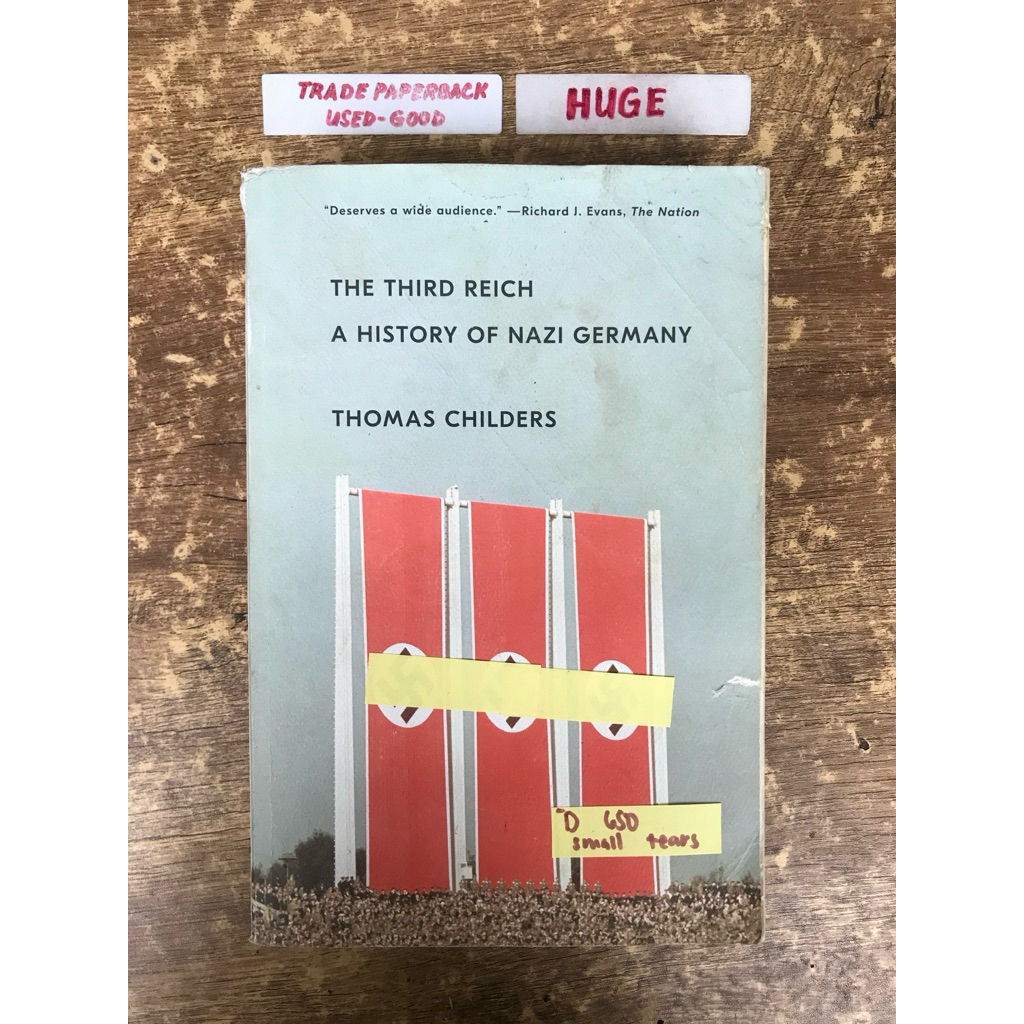 TRADE PAPERBACK
USED-GOOD
HUGE
“Deserves a wide audience.” —Richard J. Evans, The Nation
THE THIRD REICH
A HISTORY OF NAZI GERMANY
THOMAS CHILDERS
D 650
small tears